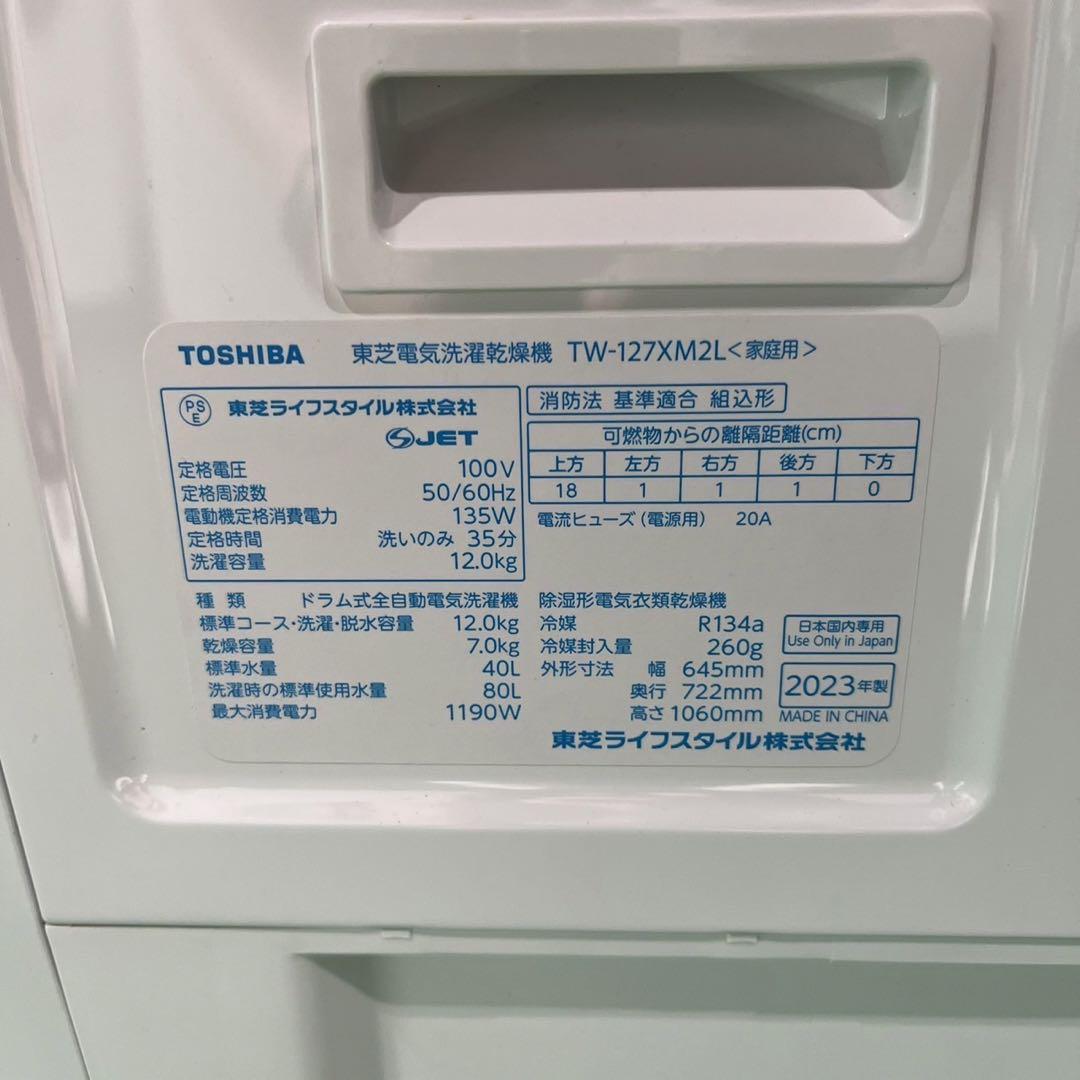 TOSHIBA 東芝電気洗濯乾燥機 TW-127XM2L<家庭用>
PS E 東芝ライフスタイル株式会社
SJET
定格電圧 100V
定格周波数 50/60Hz
電動機定格消費電力 135W
定格時間 洗いのみ 35分
洗濯容量 12.0kg
消防法 基準適合 組込形
可燃物からの離隔距離(cm)
上方 左方 右方 後方 下方
18 1 1 1 0
電流ヒューズ(電源用) 20A
種類 ドラム式全自動電気洗濯機
標準コース・洗濯・脱水容量 12.0kg
乾燥容量 7.0kg
標準水量 40L
洗濯時の標準使用水量 80L
最大消費電力 1190W
除湿形電気衣類乾燥機
冷媒 R134a
冷媒封入量 260g
外形寸法 幅 645mm
奥行 722mm
高さ 1060mm
日本国内専用
Use Only in Japan
2023年製
MADE IN CHINA
東芝ライフスタイル株式会社